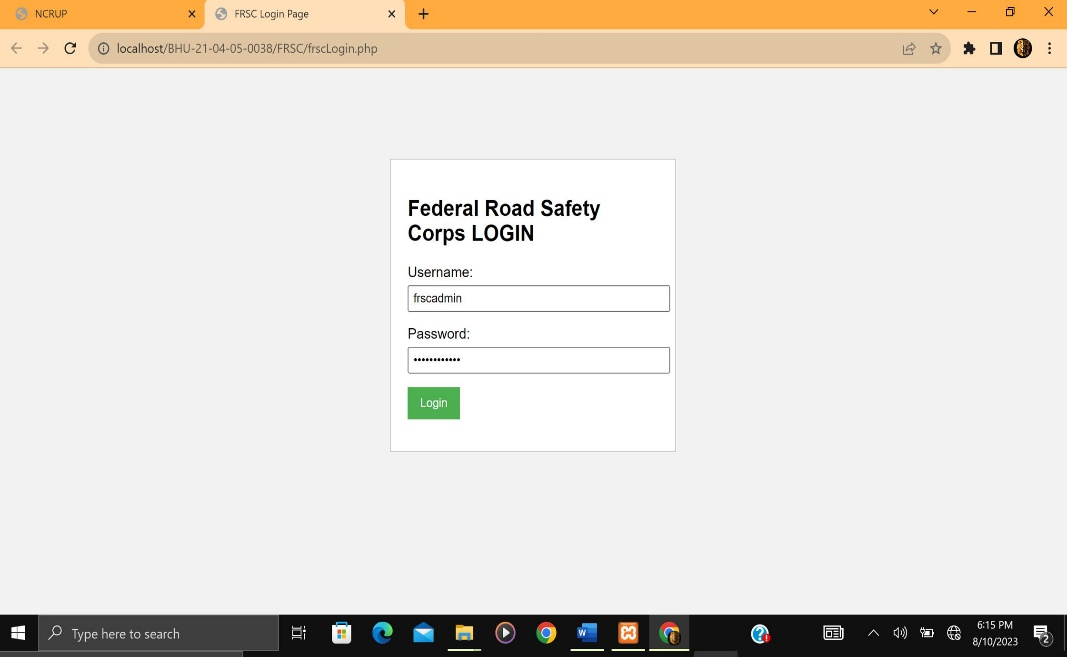 NCRUP
FRSC Login Page
localhost/BHU-21-04-05-0038/FRSC/frscLogin.php
Federal Road Safety
Corps LOGIN
Username:
frscadmin
Password:
••••••••••••
Login
Type here to search
6:15 PM
8/10/2023
2